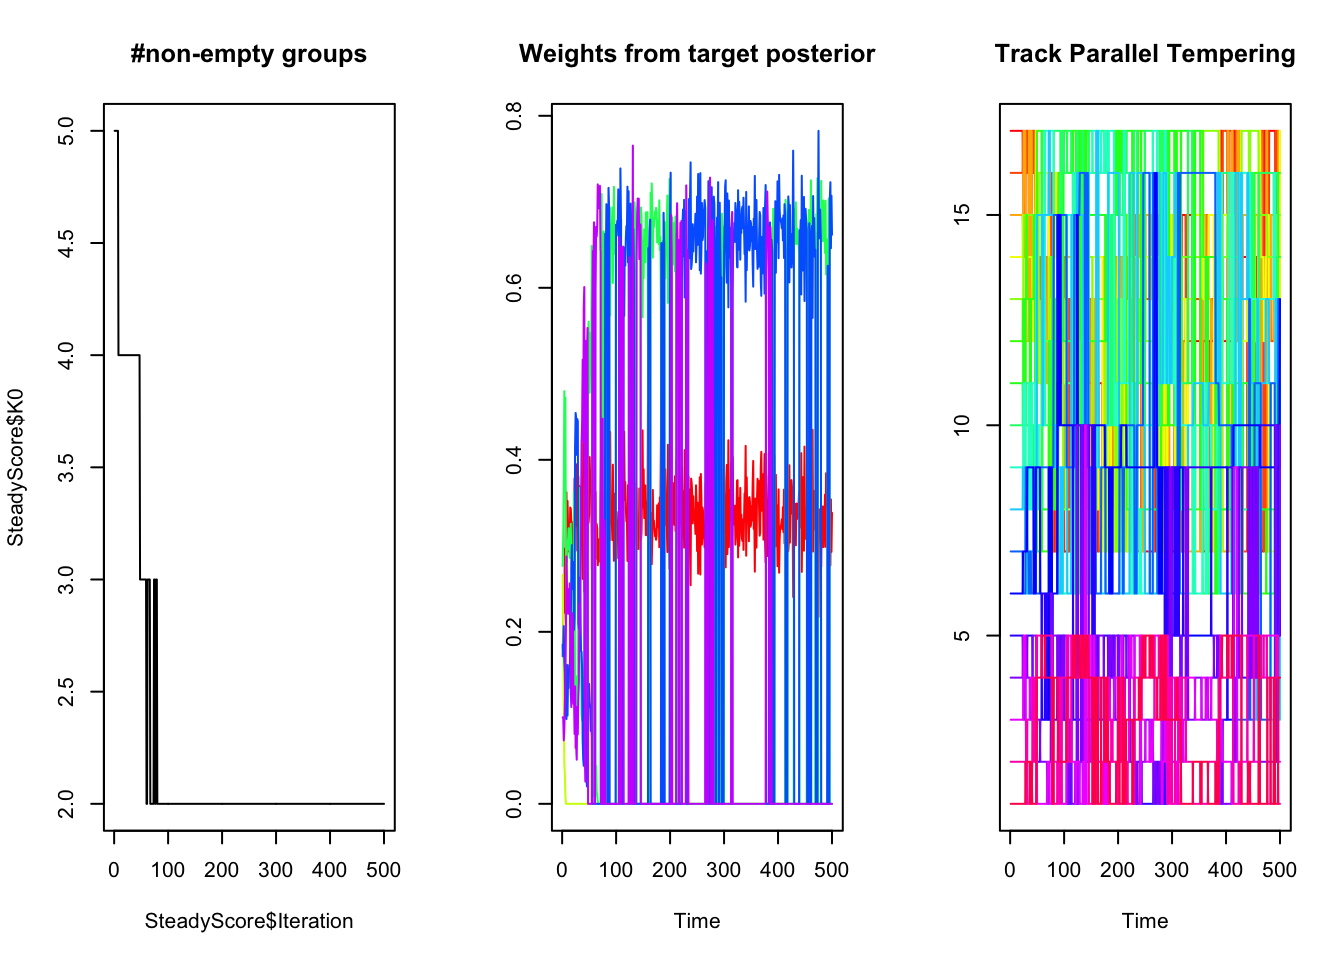 #non-empty groups
SteadyScore$K0
5.0
4.5
4.0
3.5
3.0
2.5
2.0
0 100 200 300 400 500
SteadyScore$Iteration
Weights from target posterior
0.8
0.6
0.4
0.2
0.0
0 100 200 300 400 500
Time
Track Parallel Tempering
15
10
5
0 100 200 300 400 500
Time